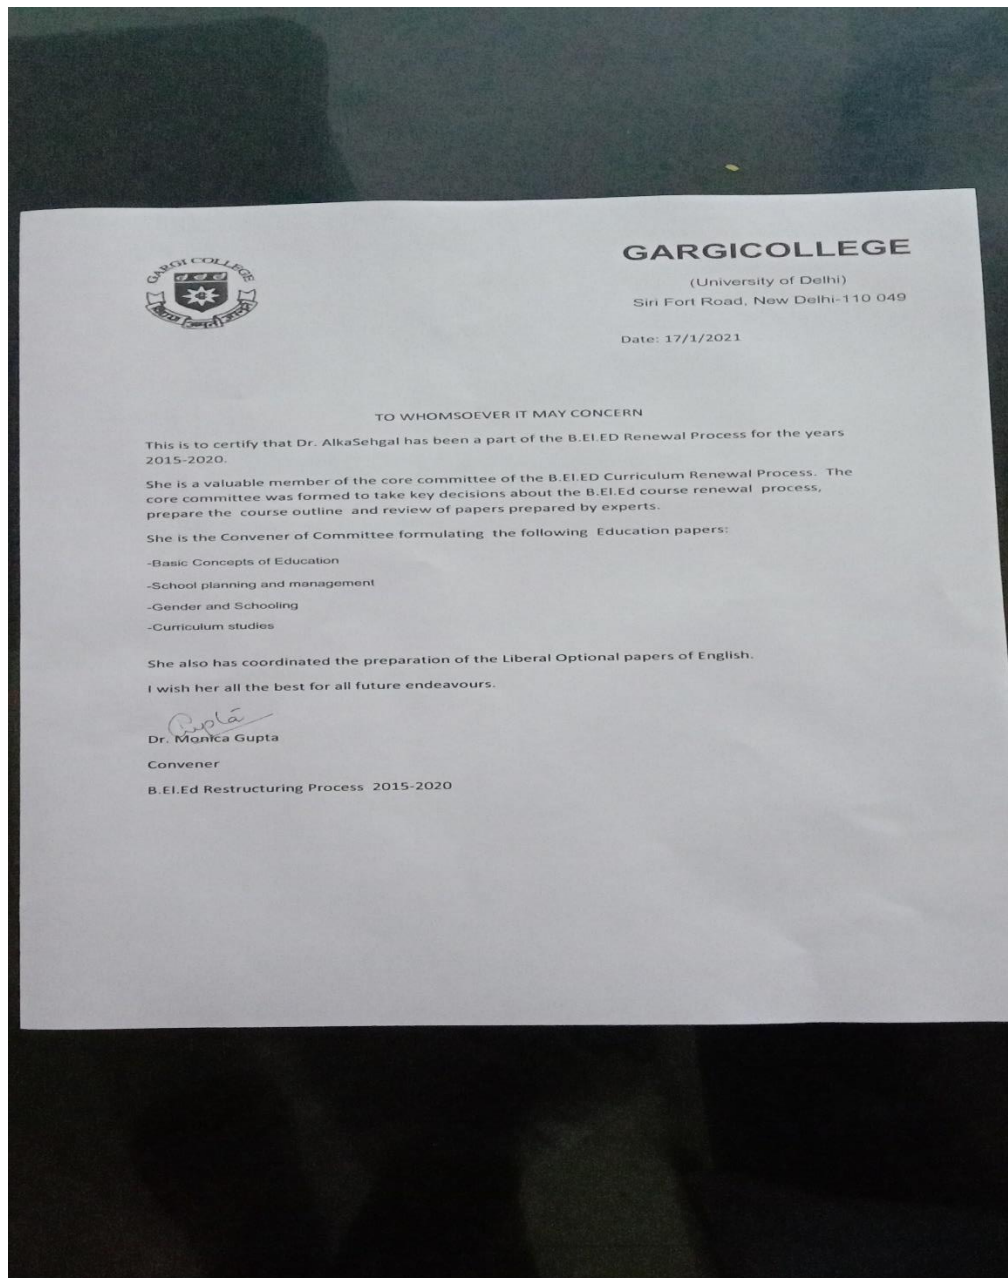 GARGI COLLEGE
GARGICOLLEGE
(University of Delhi)
Siri Fort Road, New Delhi-110 049
Date: 17/1/2021
TO WHOMSOEVER IT MAY CONCERN
This is to certify that Dr. AlkaSehgal has been a part of the B.El.ED Renewal Process for the years
2015-2020.
She is a valuable member of the core committee of the B.El.ED Curriculum Renewal Process. The
core committee was formed to take key decisions about the B.El.Ed course renewal process,
prepare the course outline and review of papers prepared by experts.
She is the Convener of Committee formulating the following Education papers:
-Basic Concepts of Education
-School planning and management
-Gender and Schooling
-Curriculum studies
She also has coordinated the preparation of the Liberal Optional papers of English.
I wish her all the best for all future endeavours.
Gupta
Dr. Monica Gupta
Convener
B.El.Ed Restructuring Process 2015-2020